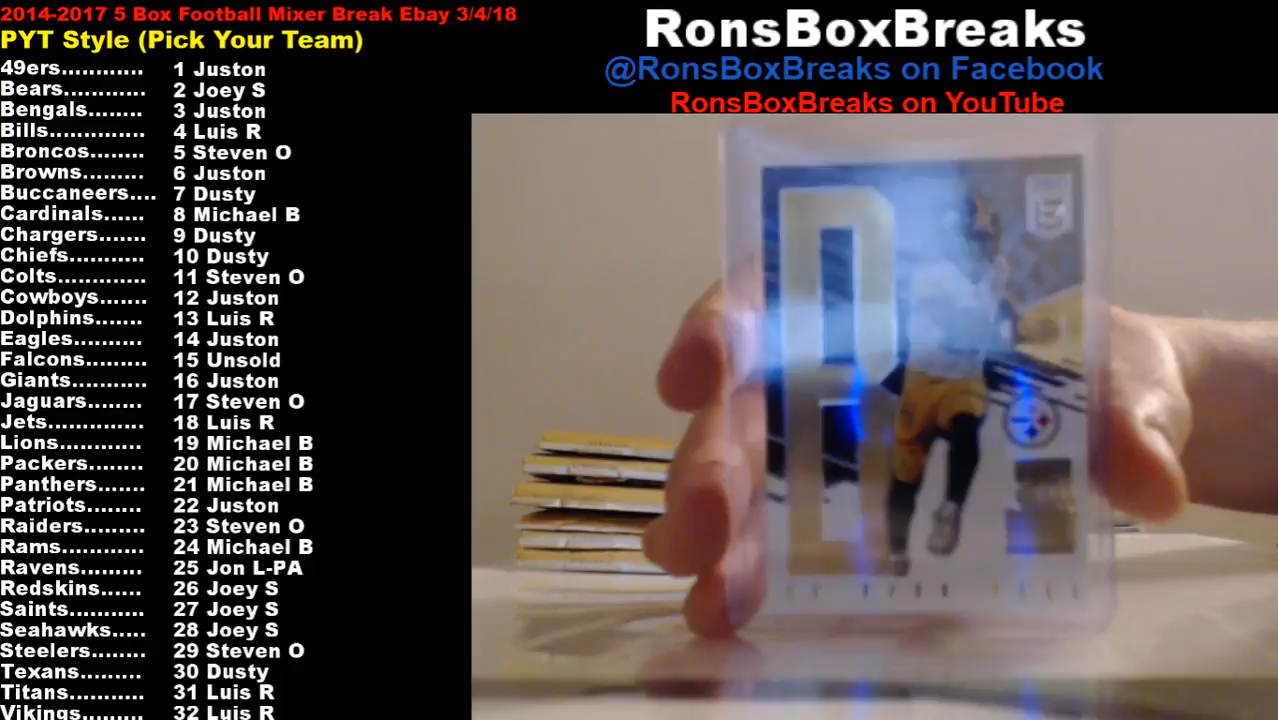 2014-2017 5 Box Football Mixer Break Ebay 3/4/18
PYT Style (Pick Your Team)
49ers............ 1 Juston
Bears............ 2 Joey S
Bengals........ 3 Juston
Bills.............. 4 Luis R
Broncos........ 5 Steven O
Browns......... 6 Juston
Buccaneers.... 7 Dusty
Cardinals...... 8 Michael B
Chargers....... 9 Dusty
Chiefs........... 10 Dusty
Colts............. 11 Steven O
Cowboys....... 12 Juston
Dolphins....... 13 Luis R
Eagles.......... 14 Juston
Falcons......... 15 Unsold
Giants........... 16 Juston
Jaguars........ 17 Steven O
Jets.............. 18 Luis R
Lions............ 19 Michael B
Packers........ 20 Michael B
Panthers....... 21 Michael B
Patriots........ 22 Juston
Raiders......... 23 Steven O
Rams............ 24 Michael B
Ravens......... 25 Jon L-PA
Redskins...... 26 Joey S
Saints........... 27 Joey S
Seahawks..... 28 Joey S
Steelers........ 29 Steven O
Texans......... 30 Dusty
Titans........... 31 Luis R
Vikings......... 32 Luis R
RonsBoxBreaks
@RonsBoxBreaks on Facebook
RonsBoxBreaks on YouTube